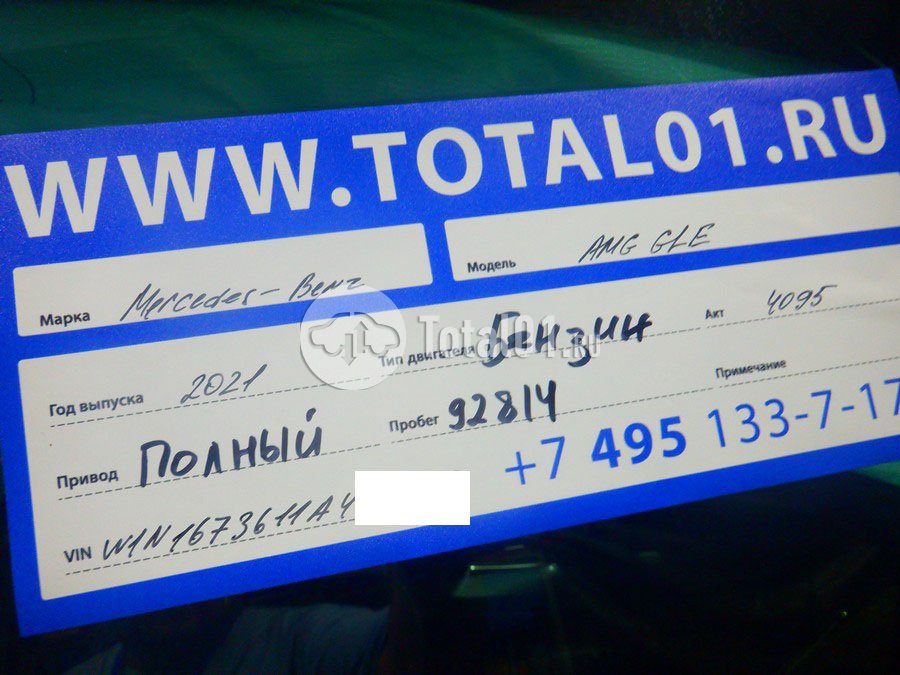 WWW.TOTAL01.RU
Марка Mercedes-Benz Модель AMG GLE
Год выпуска 2021 Тип двигателя Бензин Акт 4095
Привод Полный Пробег 92814 Примечание
+7 495 133-7-17
VIN W1N1673611A4
Total01.ru